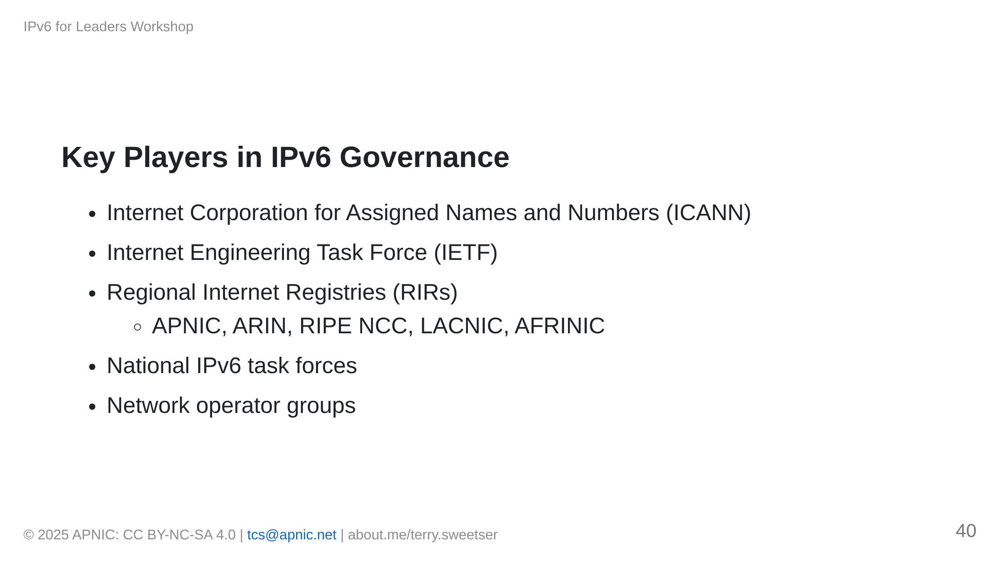 IPv6 for Leaders Workshop
Key Players in IPv6 Governance
• Internet Corporation for Assigned Names and Numbers (ICANN)
• Internet Engineering Task Force (IETF)
• Regional Internet Registries (RIRs)
◦ APNIC, ARIN, RIPE NCC, LACNIC, AFRINIC
• National IPv6 task forces
• Network operator groups
© 2025 APNIC: CC BY-NC-SA 4.0 | tcs@apnic.net | about.me/terry.sweetser
40